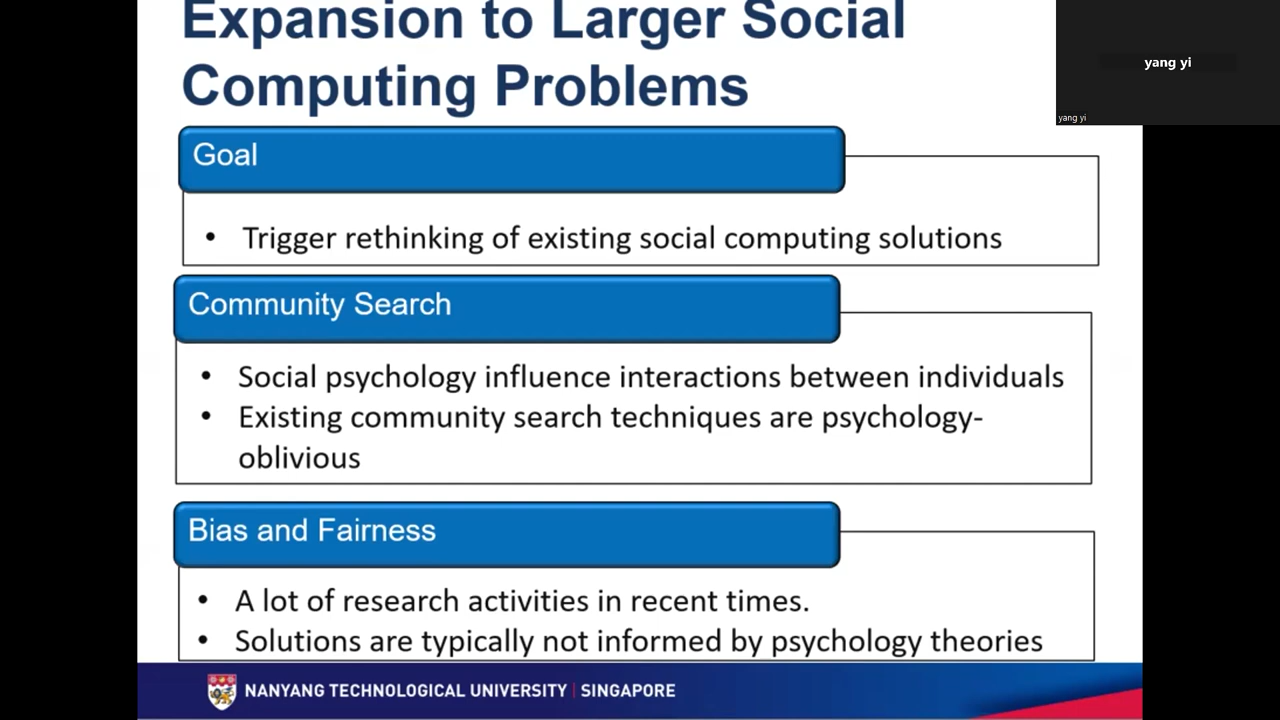 Expansion to Larger Social
Computing Problems
yang yi
yang yi
Goal
• Trigger rethinking of existing social computing solutions
Community Search
• Social psychology influence interactions between individuals
• Existing community search techniques are psychology-
oblivious
Bias and Fairness
• A lot of research activities in recent times.
• Solutions are typically not informed by psychology theories
NANYANG TECHNOLOGICAL UNIVERSITY | SINGAPORE